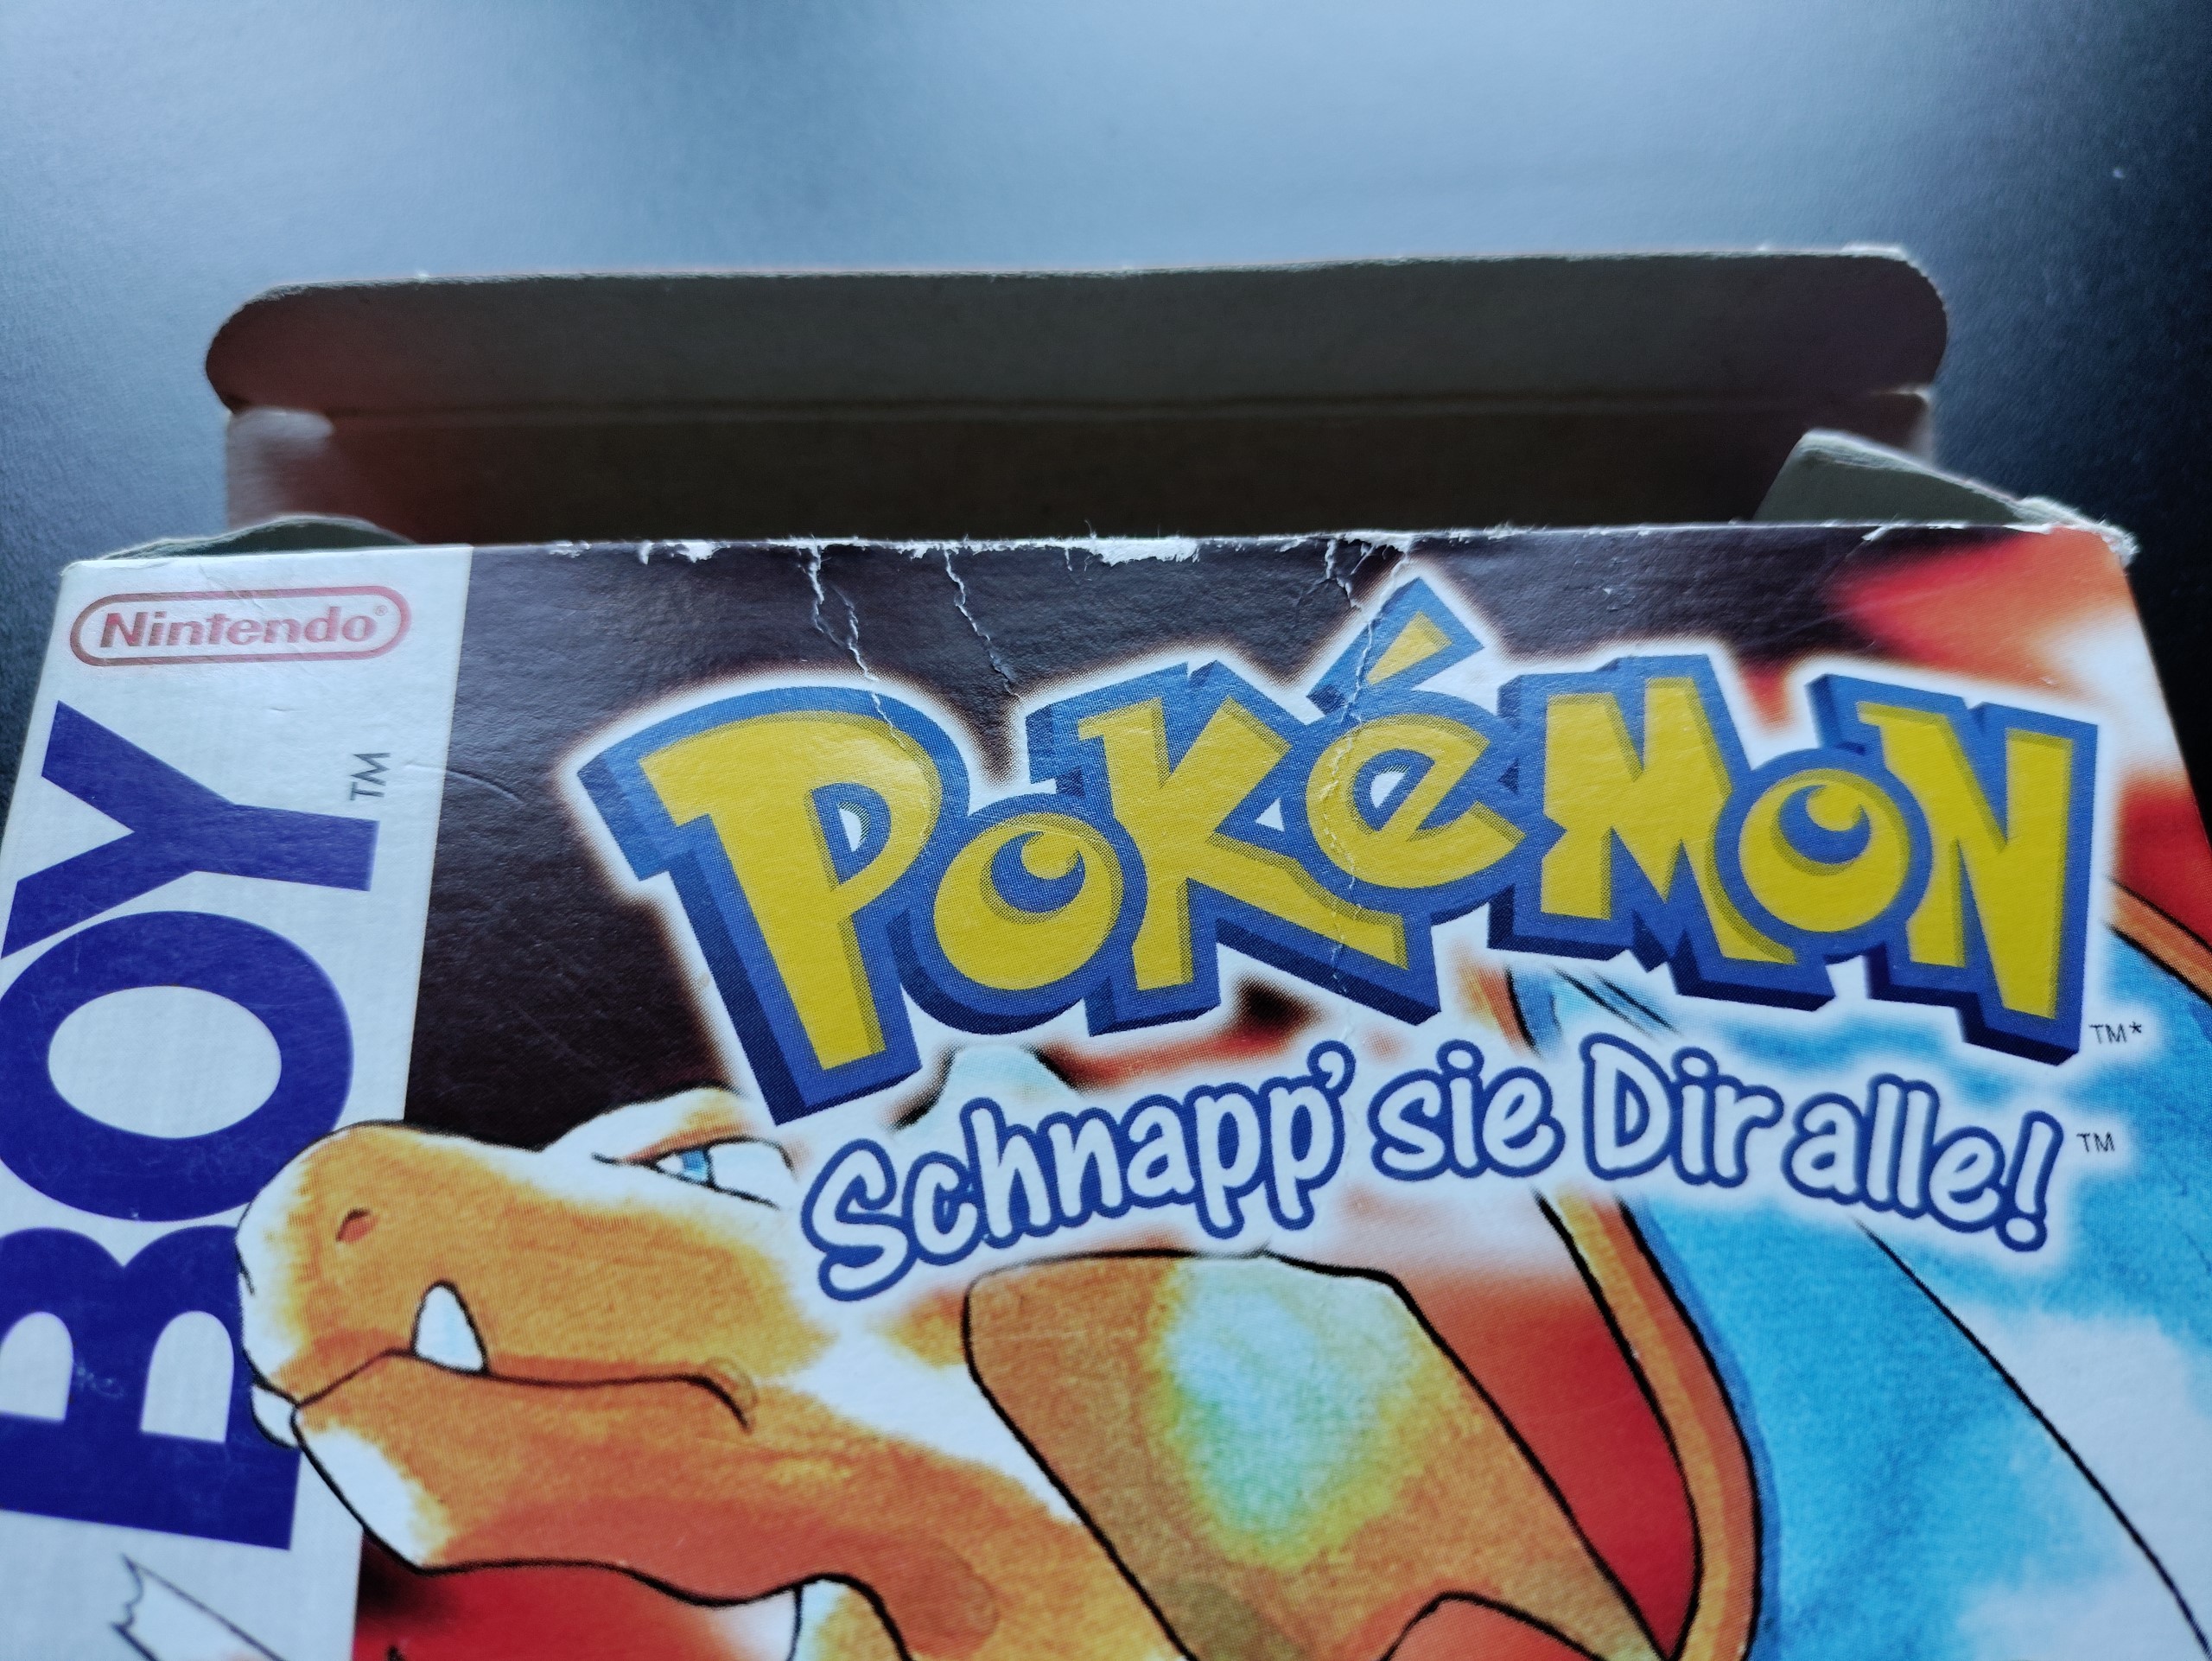 Nintendo®
BOY™
POKéMON™*
Schnapp' sie Dir alle!™